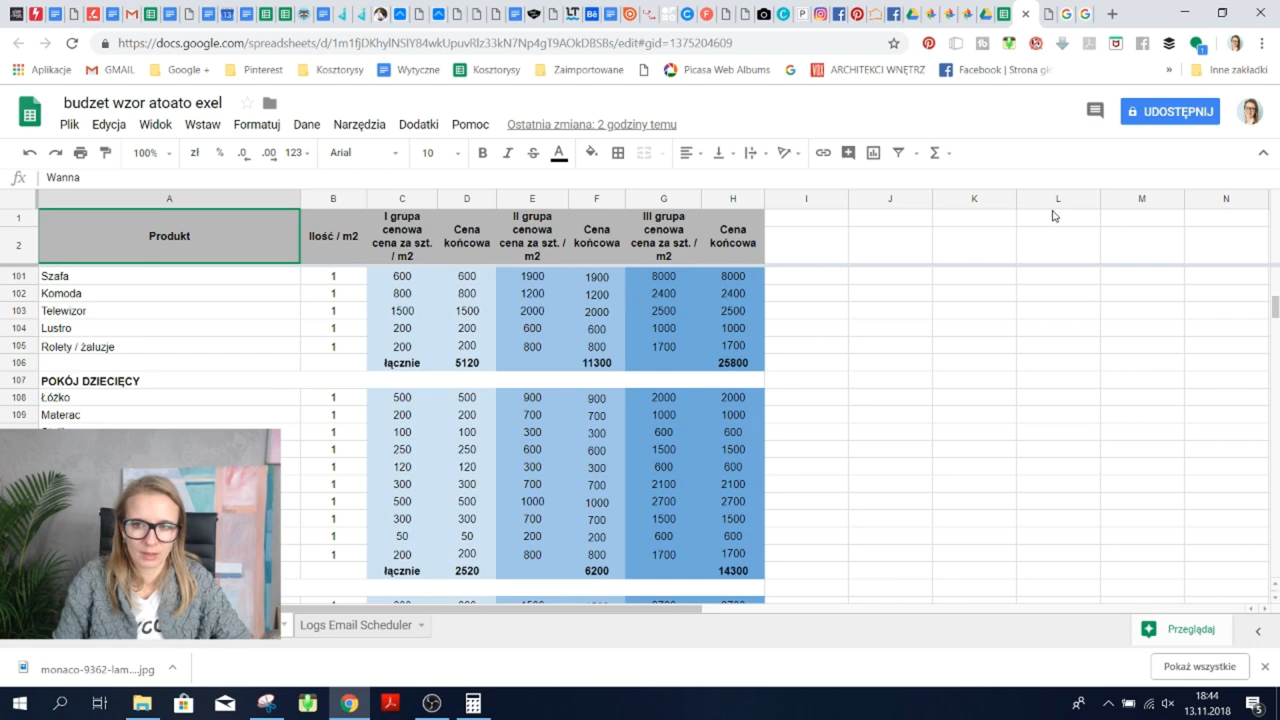 https://docs.google.com/spreadsheets/d/1m1fjDKhylNSIY84wkUpuvRlz33kN7Np4gT9AOkDBSBs/edit#gid=1375204609
Aplikacje GMAIL Google + Pinterest Kosztorysy Wytyczne Kosztorysy Zaimportowane Picasa Web Albums ARCHITEKCI WNĘTRZ Facebook | Strona » Inne zakładki
budzet wzor atoato exel
Plik Edycja Widok Wstaw Formatuj Dane Narzędzia Dodatki Pomoc Ostatnia zmiana: 2 godziny temu
UDOSTĘPNIJ
100% zł % .0 .00 123 Arial 10 B I S A Σ
fx Wanna
A B C D E F G H I J K L M N
1 2 Produkt Ilość / m2 I grupa cenowa cena za szt. / m2 Cena końcowa II grupa cenowa cena za szt. / m2 Cena końcowa III grupa cenowa cena za szt. / m2 Cena końcowa
101 Szafa 1 600 600 1900 1900 8000 8000
102 Komoda 1 800 800 1200 1200 2400 2400
103 Telewizor 1 1500 1500 2000 2000 2500 2500
104 Lustro 1 200 200 600 600 1000 1000
105 Rolety / żaluzje 1 200 200 800 800 1700 1700
106 łącznie 5120 11300 25800
107 POKÓJ DZIECIĘCY
108 Łóżko 1 500 500 900 900 2000 2000
109 Materac 1 200 200 700 700 1000 1000
1 100 100 300 300 600 600
1 250 250 600 600 1500 1500
1 120 120 300 300 600 600
1 300 300 700 700 2100 2100
1 500 500 1000 1000 2700 2700
1 300 300 700 700 1500 1500
1 50 50 200 200 600 600
1 200 200 800 800 1700 1700
łącznie 2520 6200 14300
Logs Email Scheduler
Przeglądaj
monaco-9362-lam....jpg
Pokaż wszystkie
18:44
13.11.2018
5